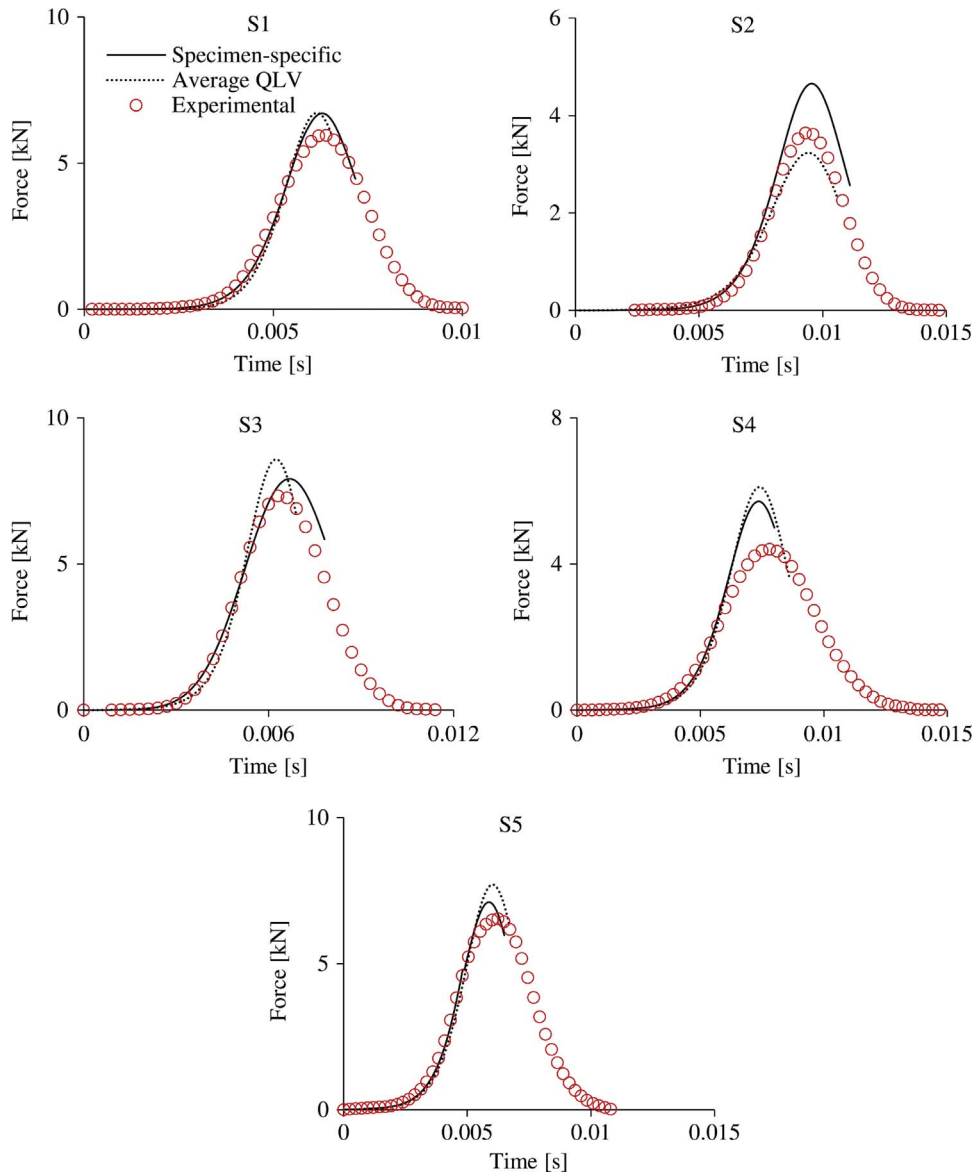 S1
Specimen-specific
Average QLV
Experimental
10
5
0
Force [kN]
0
0.005
0.01
Time [s]
S2
6
4
2
0
Force [kN]
0
0.005
0.01
0.015
Time [s]
S3
10
5
0
Force [kN]
0
0.006
0.012
Time [s]
S4
8
4
0
Force [kN]
0
0.005
0.01
0.015
Time [s]
S5
10
5
0
Force [kN]
0
0.005
0.01
0.015
Time [s]